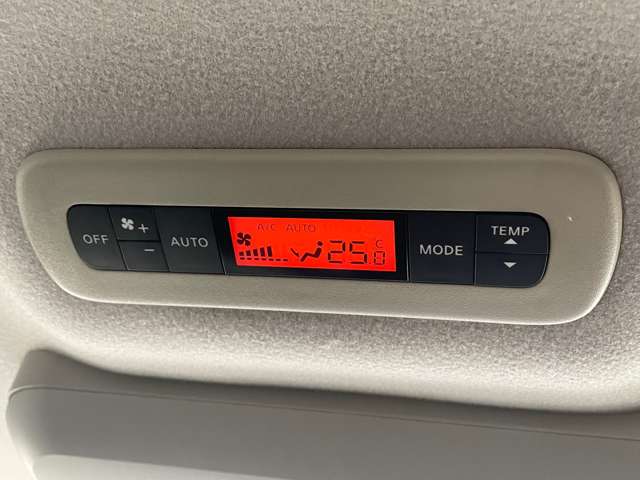 OFF
+
-
AUTO
A/C AUTO
25.0 C
MODE
TEMP